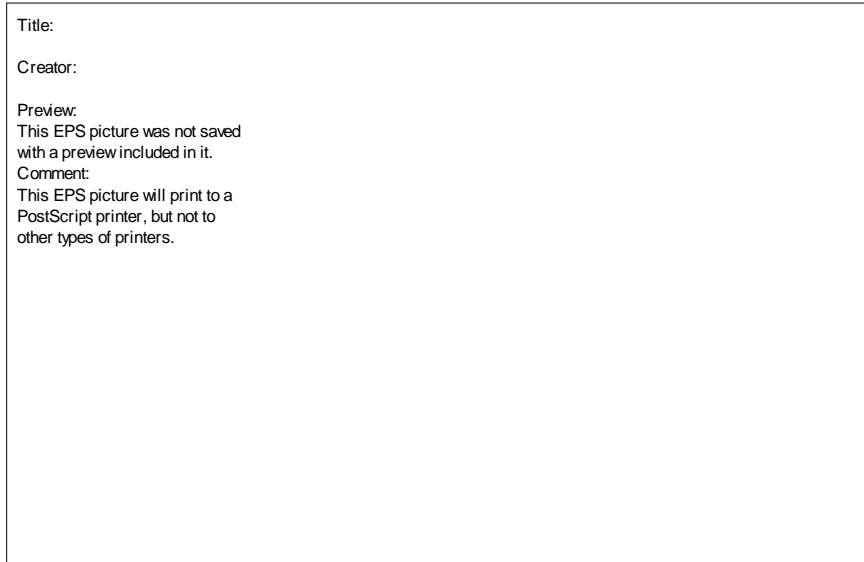 Title:
Creator:
Preview:
This EPS picture was not saved
with a preview included in it.
Comment:
This EPS picture will print to a
PostScript printer, but not to
other types of printers.